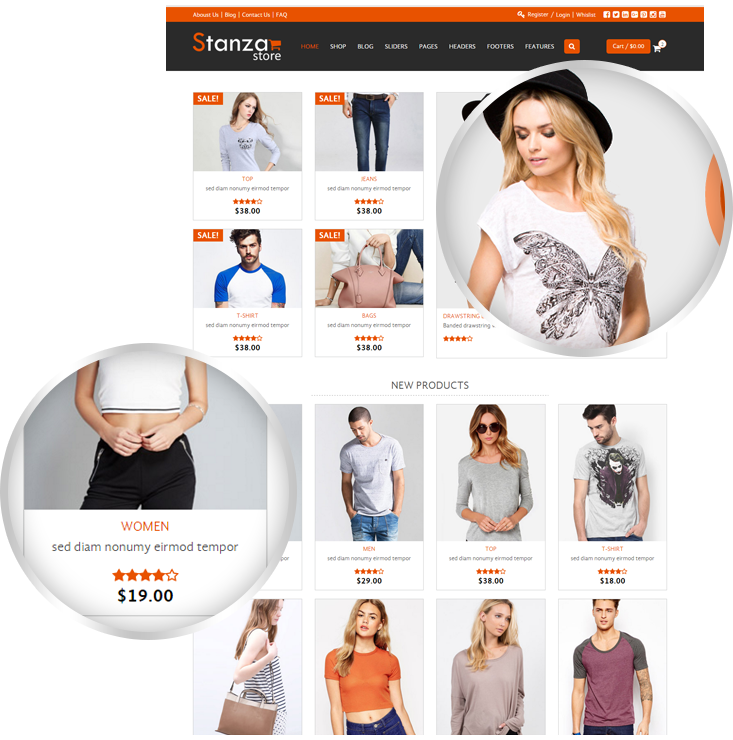 Aboust Us | Blog | Contact Us | FAQ
Register / Login | Whislist
Stanza
store
HOME SHOP BLOG SLIDERS PAGES HEADERS FOOTERS FEATURES
Cart / $0.00
SALE!
SALE!
TOP
sed diam nonumy eirmod tempor
$38.00
JEANS
sed diam nonumy eirmod tempor
$38.00
SALE!
SALE!
T-SHIRT
sed diam nonumy eirmod tempor
$38.00
BAGS
sed diam nonumy eirmod tempor
$38.00
DRAWSTRING
Banded drawstring
NEW PRODUCTS
WOMEN
sed diam nonumy eirmod tempor
$19.00
MEN
sed diam nonumy eirmod tempor
$29.00
TOP
sed diam nonumy eirmod tempor
$38.00
T-SHIRT
sed diam nonumy eirmod tempor
$18.00